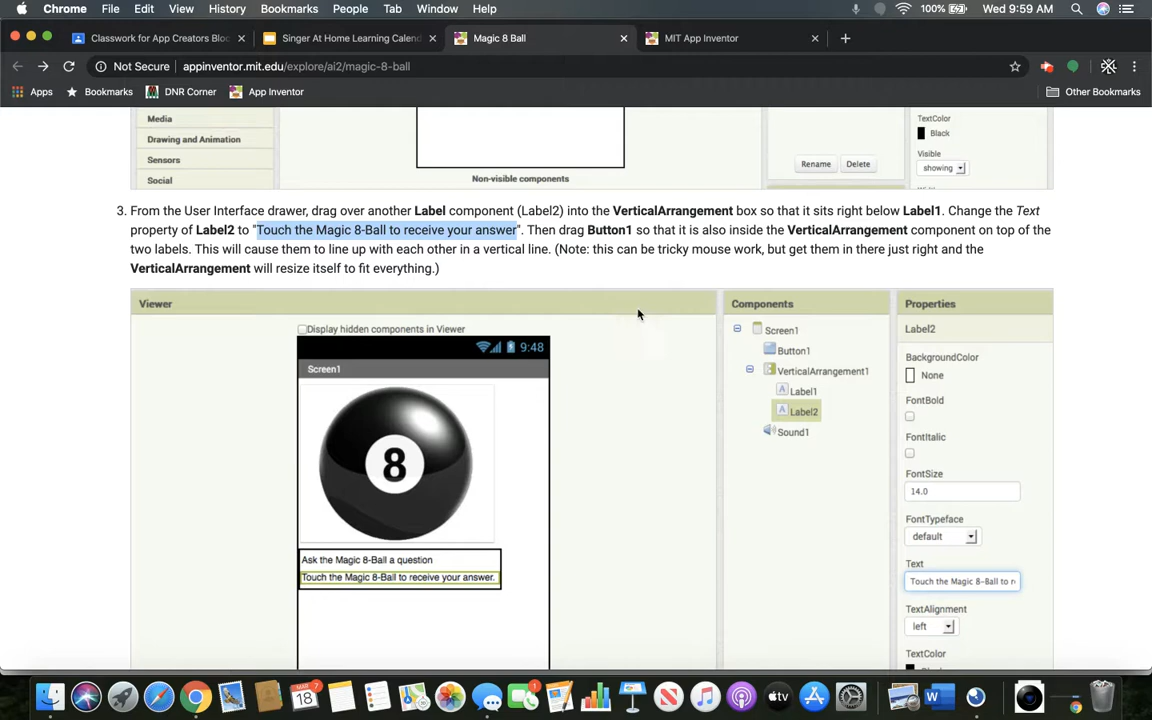 Chrome File Edit View History Bookmarks People Tab Window Help 100% Wed 9:59 AM
Classwork for App Creators Bloc × Singer At Home Learning Calend × Magic 8 Ball × MIT App Inventor × +
Not Secure appinventor.mit.edu/explore/ai2/magic-8-ball
Apps Bookmarks DNR Corner App Inventor Other Bookmarks
Media
Drawing and Animation
Sensors
Social
Non-visible components
Rename Delete
TextColor
Black
Visible
showing
3. From the User Interface drawer, drag over another Label component (Label2) into the VerticalArrangement box so that it sits right below Label1. Change the Text
property of Label2 to "Touch the Magic 8-Ball to receive your answer". Then drag Button1 so that it is also inside the VerticalArrangement component on top of the
two labels. This will cause them to line up with each other in a vertical line. (Note: this can be tricky mouse work, but get them in there just right and the
VerticalArrangement will resize itself to fit everything.)
Viewer
Display hidden components in Viewer
9:48
Screen1
8
Ask the Magic 8-Ball a question
Touch the Magic 8-Ball to receive your answer.
Components
Screen1
Button1
VerticalArrangement1
Label1
Label2
Sound1
Properties
Label2
BackgroundColor
None
FontBold
FontItalic
FontSize
14.0
FontTypeface
default
Text
Touch the Magic 8-Ball to r
TextAlignment
left
TextColor
MAR
18
7
1
tv